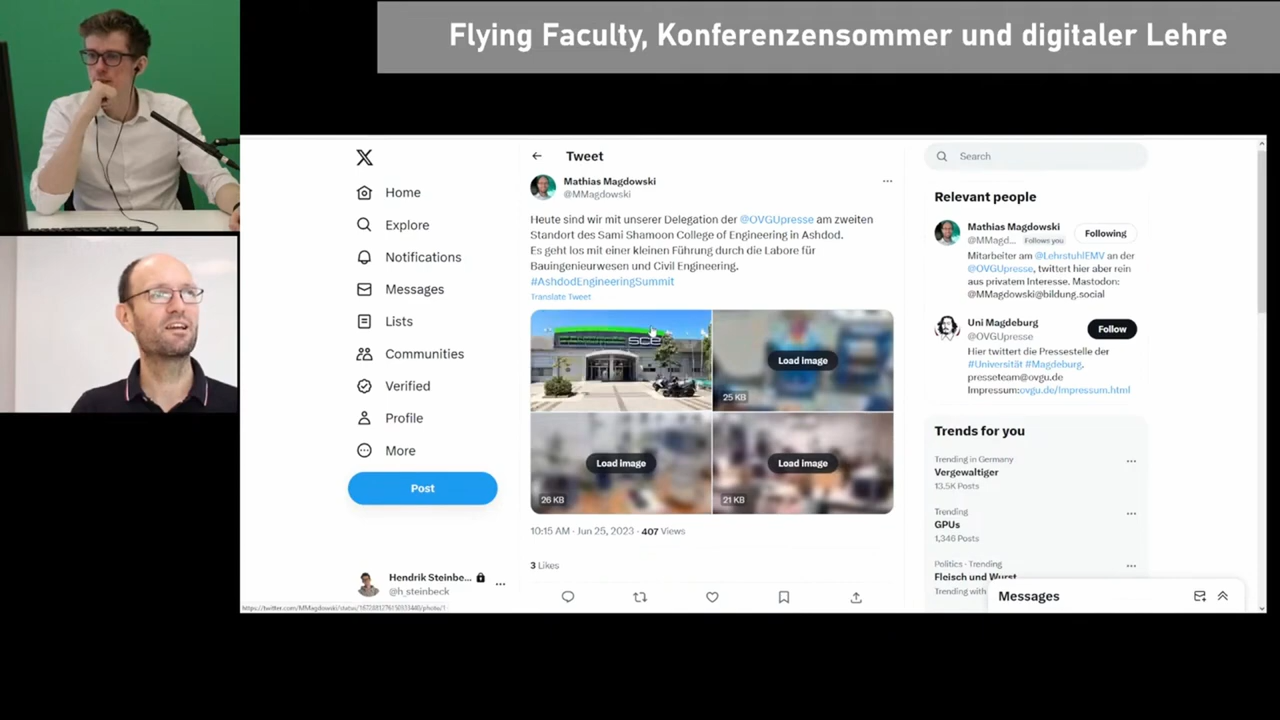 Flying Faculty, Konferenzensommer und digitaler Lehre
Home
Explore
Notifications
Messages
Lists
Communities
Verified
Profile
More
Post
Hendrik Steinbe...
@h_steinbeck
Tweet
Mathias Magdowski
@MMagdowski
Heute sind wir mit unserer Delegation der @OVGUpresse am zweiten
Standort des Sami Shamoon College of Engineering in Ashdod.
Es geht los mit einer kleinen Führung durch die Labore für
Bauingenieurwesen und Civil Engineering.
#AshdodEngineeringSummit
Translate Tweet
SCE
Load image
25 KB
Load image
26 KB
Load image
21 KB
10:15 AM · Jun 25, 2023 · 407 Views
3 Likes
Search
Relevant people
Mathias Magdowski
@MMagd... Follows you
Following
Mitarbeiter am @LehrstuhlEMV an der
@OVGUpresse, twittert hier aber rein
aus privatem Interesse. Mastodon:
@MMagdowski@bildung.social
Uni Magdeburg
@OVGUpresse
Follow
Hier twittert die Pressestelle der
#Universität #Magdeburg,
presseteam@ovgu.de
Impressum:ovgu.de/Impressum.html
Trends for you
Trending in Germany
Vergewaltiger
13.5K Posts
Trending
GPUs
1,346 Posts
Politics · Trending
Fleisch und Wurst
Trending with
Messages